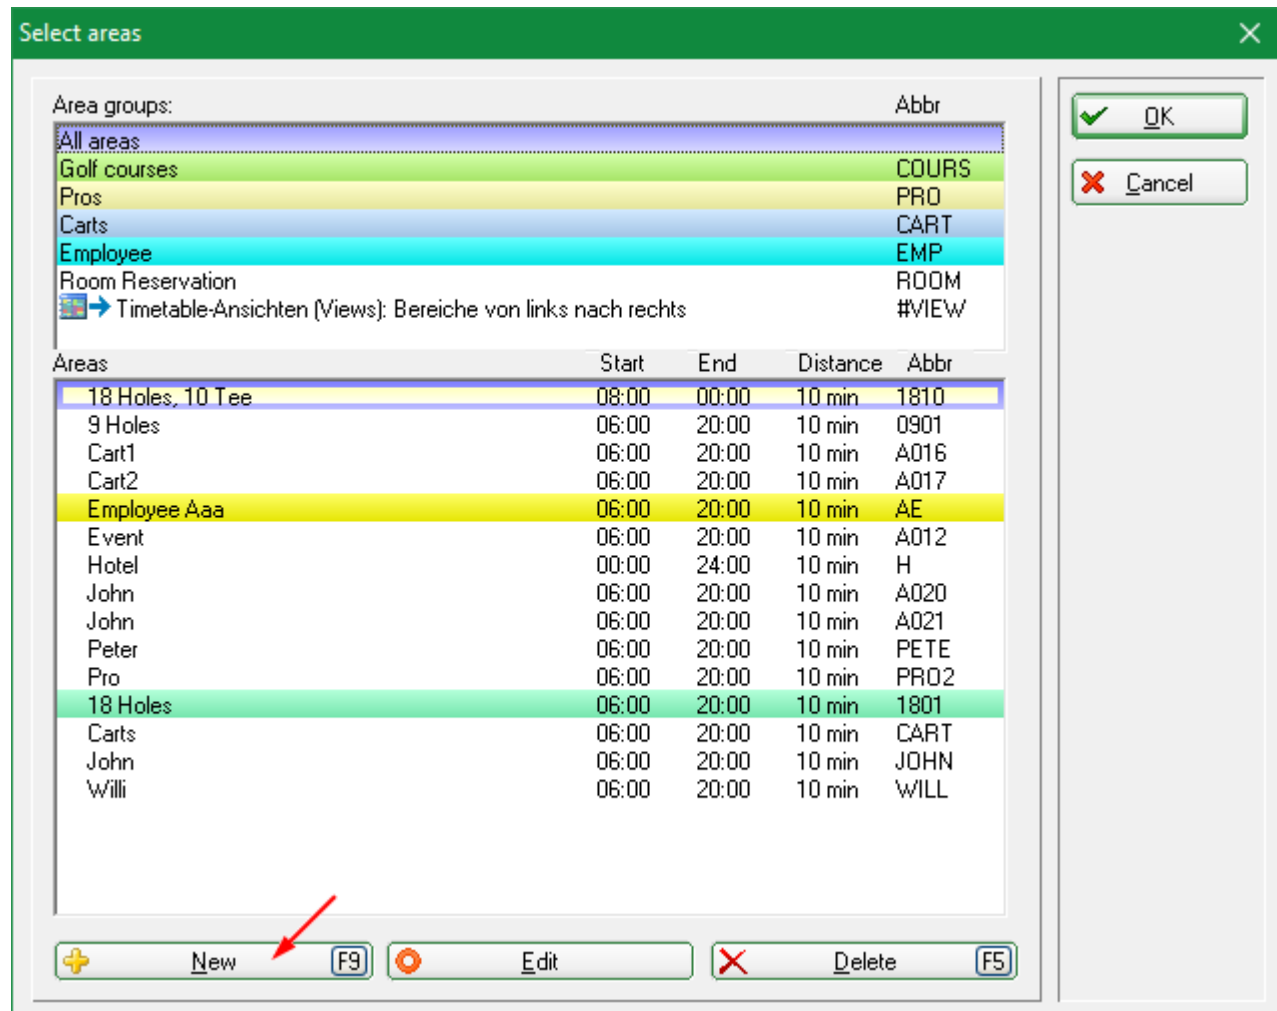 Select areas
Area groups: Abbr
All areas
Golf courses COURS
Pros PRO
Carts CART
Employee EMP
Room Reservation ROOM
Timetable-Ansichten (Views): Bereiche von links nach rechts #VIEW
Areas Start End Distance Abbr
18 Holes, 10 Tee 08:00 00:00 10 min 1810
9 Holes 06:00 20:00 10 min 0901
Cart1 06:00 20:00 10 min A016
Cart2 06:00 20:00 10 min A017
Employee Aaa 06:00 20:00 10 min AE
Event 06:00 20:00 10 min A012
Hotel 00:00 24:00 10 min H
John 06:00 20:00 10 min A020
John 06:00 20:00 10 min A021
Peter 06:00 20:00 10 min PETE
Pro 06:00 20:00 10 min PRO2
18 Holes 06:00 20:00 10 min 1801
Carts 06:00 20:00 10 min CART
John 06:00 20:00 10 min JOHN
Willi 06:00 20:00 10 min WILL
New F9 Edit Delete F5
OK
Cancel